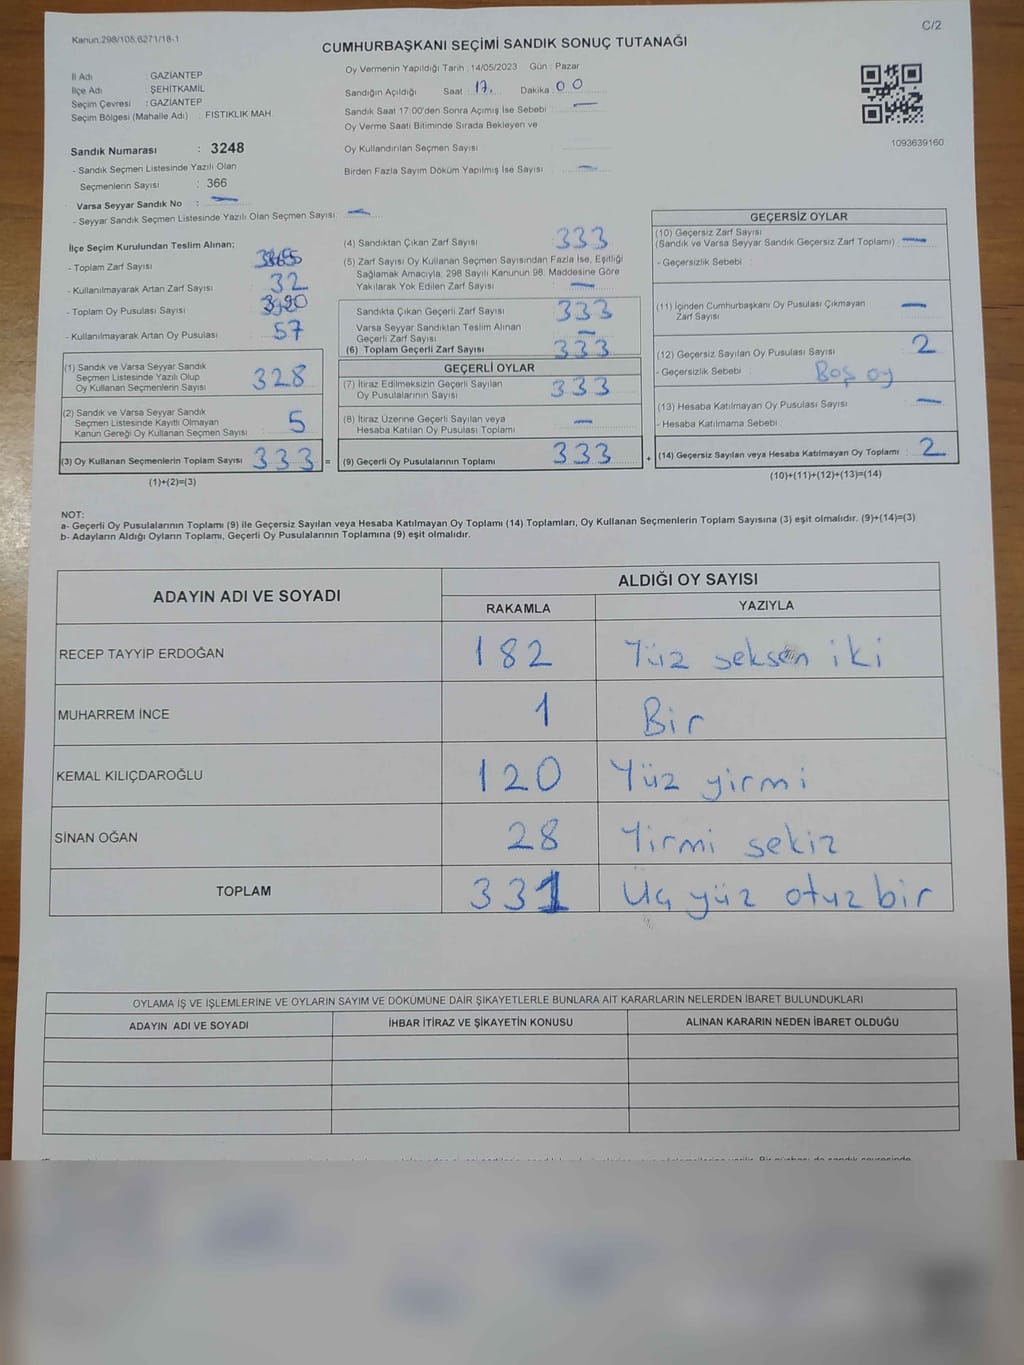 Kanun.298/105.6271/18-1
C/2
CUMHURBAŞKANI SEÇİMİ SANDIK SONUÇ TUTANAĞI
İl Adı : GAZİANTEP
İlçe Adı : ŞEHİTKAMİL
Seçim Çevresi : GAZİANTEP
Seçim Bölgesi (Mahalle Adı) : FISTIKLIK MAH.
Oy Vermenin Yapıldığı Tarih : 14/05/2023 Gün : Pazar
Sandığın Açıldığı Saat : 17. Dakika : 00
Sandık Saat 17:00'den Sonra Açımış İse Sebebi : —
Oy Verme Saati Bitiminde Sırada Bekleyen ve
Oy Kullandırılan Seçmen Sayısı :
Birden Fazla Sayım Döküm Yapılmış İse Sayısı : —
1093639160
Sandık Numarası : 3248
- Sandık Seçmen Listesinde Yazılı Olan
Seçmenlerin Sayısı : 366
Varsa Seyyar Sandık No : —
- Seyyar Sandık Seçmen Listesinde Yazılı Olan Seçmen Sayısı : —
İlçe Seçim Kurulundan Teslim Alınan;
- Toplam Zarf Sayısı :
- Kullanılmayarak Artan Zarf Sayısı : 32
- Toplam Oy Pusulası Sayısı :
- Kullanılmayarak Artan Oy Pusulası : 57
(1) Sandık ve Varsa Seyyar Sandık
Seçmen Listesinde Yazılı Olup
Oy Kullanan Seçmenlerin Sayısı : 328
(2) Sandık ve Varsa Seyyar Sandık
Seçmen Listesinde Kayıtlı Olmayan
Kanun Gereği Oy Kullanan Seçmen Sayısı : 5
(3) Oy Kullanan Seçmenlerin Toplam Sayısı : 333 =
(1)+(2)=(3)
(4) Sandıktan Çıkan Zarf Sayısı : 333
(5) Zarf Sayısı Oy Kullanan Seçmen Sayısından Fazla İse, Eşitliği
Sağlamak Amacıyla, 298 Sayılı Kanunun 98. Maddesine Göre
Yakılarak Yok Edilen Zarf Sayısı : —
Sandıkta Çıkan Geçerli Zarf Sayısı : 333
Varsa Seyyar Sandıktan Teslim Alınan
Geçerli Zarf Sayısı : —
(6) Toplam Geçerli Zarf Sayısı : 333
GEÇERLİ OYLAR
(7) İtiraz Edilmeksizin Geçerli Sayılan
Oy Pusulalarının Sayısı : 333
(8) İtiraz Üzerine Geçerli Sayılan veya
Hesaba Katılan Oy Pusulası Toplamı : —
(9) Geçerli Oy Pusulalarının Toplamı : 333 +
GEÇERSİZ OYLAR
(10) Geçersiz Zarf Sayısı
(Sandık ve Varsa Seyyar Sandık Geçersiz Zarf Toplamı) : —
- Geçersizlik Sebebi :
(11) İçinden Cumhurbaşkanı Oy Pusulası Çıkmayan
Zarf Sayısı : —
(12) Geçersiz Sayılan Oy Pusulası Sayısı : 2
- Geçersizlik Sebebi : Boş oy
(13) Hesaba Katılmayan Oy Pusulası Sayısı : —
- Hesaba Katılmama Sebebi :
(14) Geçersiz Sayılan veya Hesaba Katılmayan Oy Toplamı : 2
(10)+(11)+(12)+(13)=(14)
NOT:
a- Geçerli Oy Pusulalarının Toplamı (9) ile Geçersiz Sayılan veya Hesaba Katılmayan Oy Toplamı (14) Toplamları, Oy Kullanan Seçmenlerin Toplam Sayısına (3) eşit olmalıdır. (9)+(14)=(3)
b- Adayların Aldığı Oyların Toplamı, Geçerli Oy Pusulalarının Toplamına (9) eşit olmalıdır.
ADAYIN ADI VE SOYADI ALDIĞI OY SAYISI
RAKAMLA YAZIYLA
RECEP TAYYİP ERDOĞAN 182 Yüz seksen iki
MUHARREM İNCE 1 Bir
KEMAL KILIÇDAROĞLU 120 Yüz yirmi
SİNAN OĞAN 28 Yirmi sekiz
TOPLAM 331 Üç yüz otuz bir
OYLAMA İŞ VE İŞLEMLERİNE VE OYLARIN SAYIM VE DÖKÜMÜNE DAİR ŞİKAYETLERLE BUNLARA AİT KARARLARIN NELERDEN İBARET BULUNDUKLARI
ADAYIN ADI VE SOYADI İHBAR İTİRAZ VE ŞİKAYETİN KONUSU ALINAN KARARIN NEDEN İBARET OLDUĞU